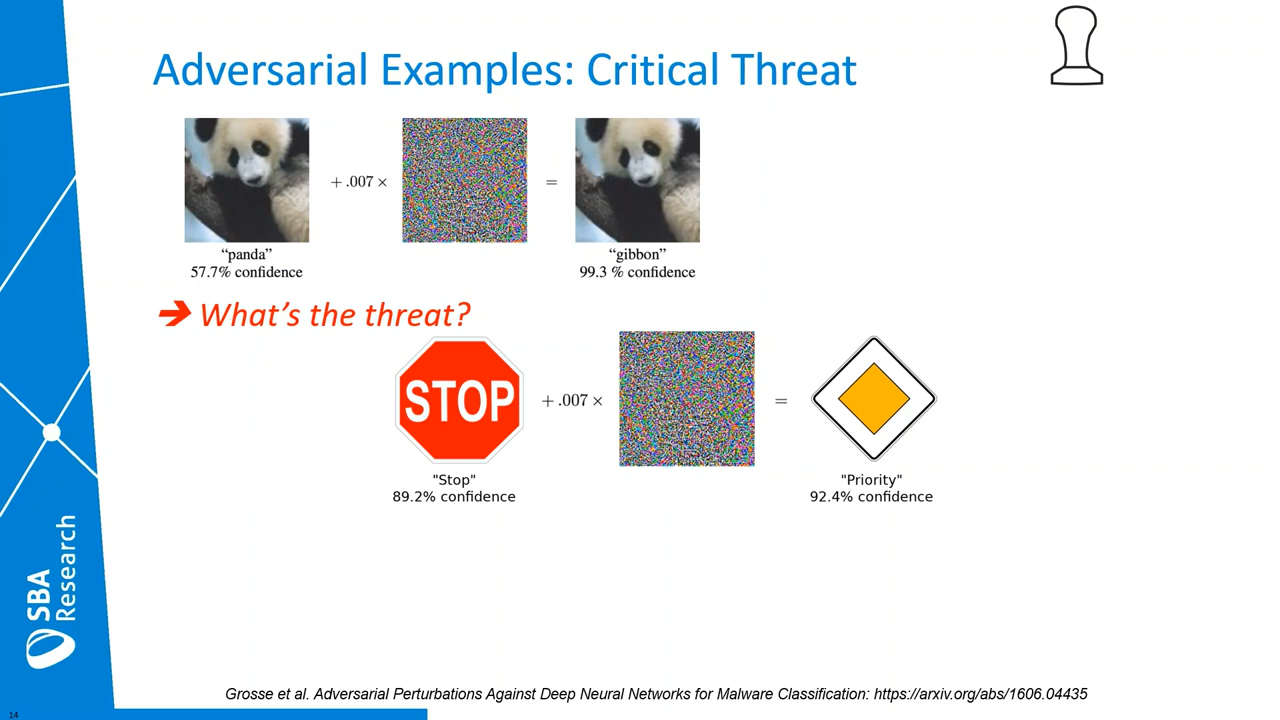 Adversarial Examples: Critical Threat
+ .007 ×
=
“panda”
57.7% confidence
“gibbon”
99.3 % confidence
➔ What’s the threat?
STOP
+ .007 ×
=
"Stop"
89.2% confidence
"Priority"
92.4% confidence
SBA
Research
Grosse et al. Adversarial Perturbations Against Deep Neural Networks for Malware Classification: https://arxiv.org/abs/1606.04435
14